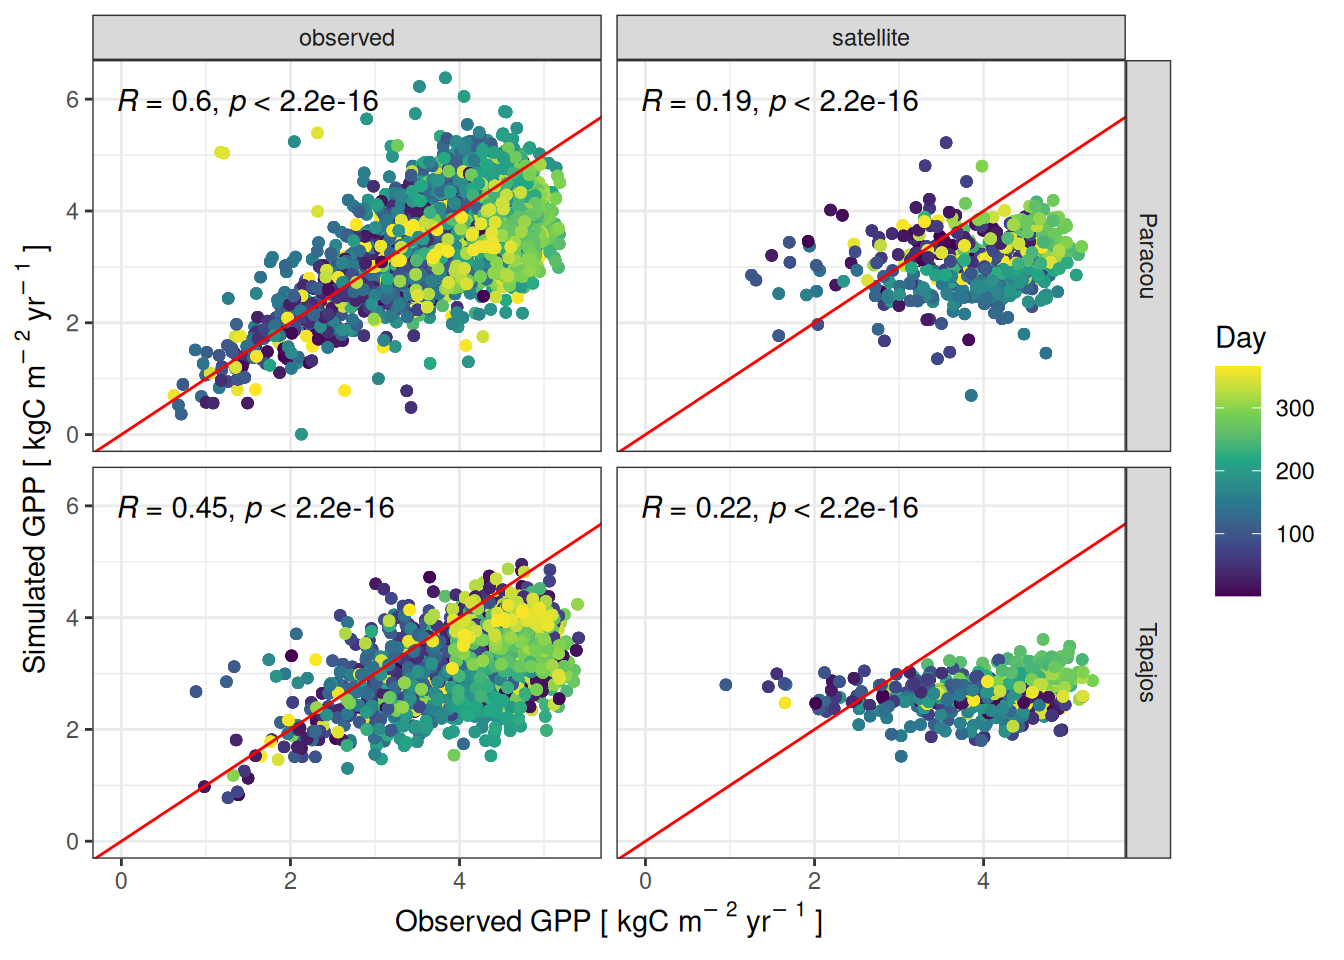 observed
satellite
R = 0.6, p < 2.2e-16
R = 0.19, p < 2.2e-16
6
4
2
0
Paracou
R = 0.45, p < 2.2e-16
R = 0.22, p < 2.2e-16
6
4
2
0
Tapajos
0
2
4
0
2
4
Observed GPP [ kgC m− 2 yr− 1 ]
Simulated GPP [ kgC m− 2 yr− 1 ]
Day
300
200
100